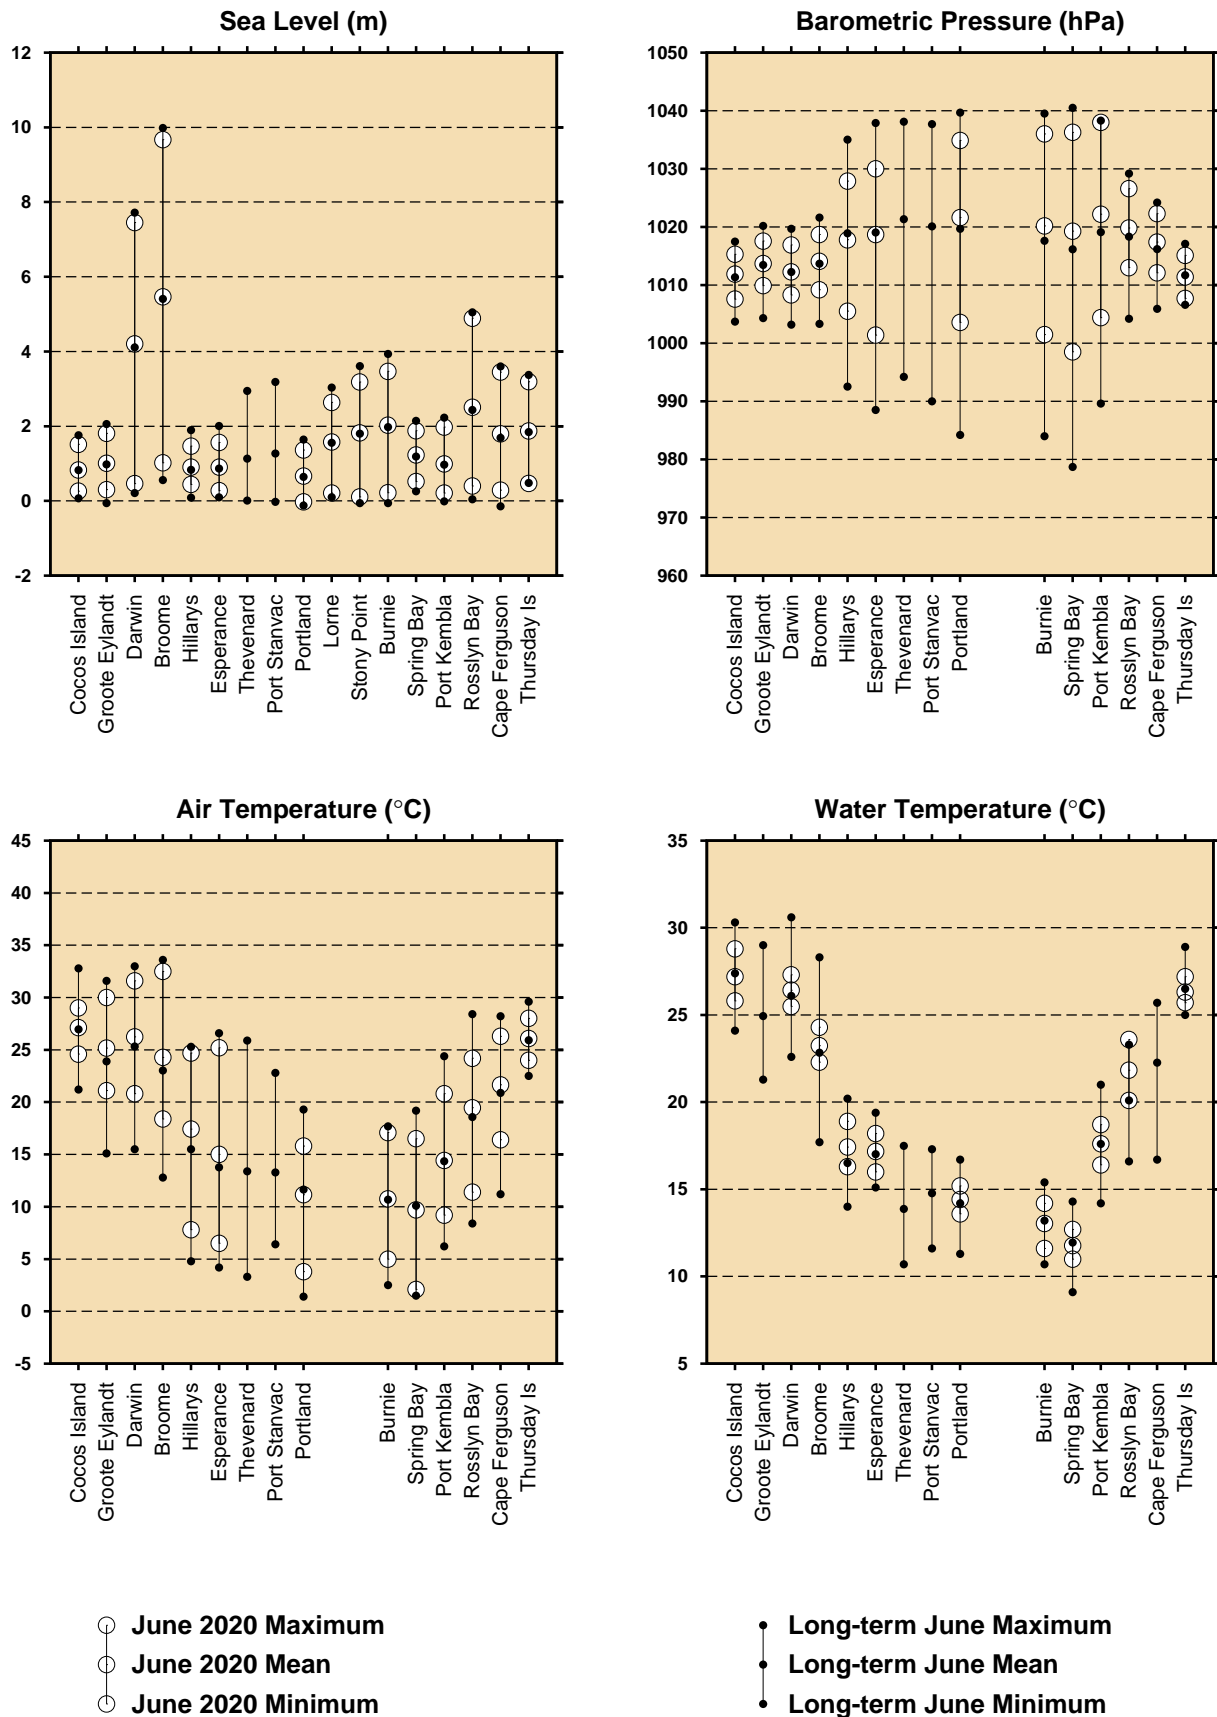 Sea Level (m)
12
10
8
6
4
2
0
-2
Cocos Island
Groote Eylandt
Darwin
Broome
Hillarys
Esperance
Thevenard
Port Stanvac
Portland
Lorne
Stony Point
Burnie
Spring Bay
Port Kembla
Rosslyn Bay
Cape Ferguson
Thursday Is
Barometric Pressure (hPa)
1050
1040
1030
1020
1010
1000
990
980
970
960
Cocos Island
Groote Eylandt
Darwin
Broome
Hillarys
Esperance
Thevenard
Port Stanvac
Portland
Burnie
Spring Bay
Port Kembla
Rosslyn Bay
Cape Ferguson
Thursday Is
Air Temperature (°C)
45
40
35
30
25
20
15
10
5
0
-5
Cocos Island
Groote Eylandt
Darwin
Broome
Hillarys
Esperance
Thevenard
Port Stanvac
Portland
Burnie
Spring Bay
Port Kembla
Rosslyn Bay
Cape Ferguson
Thursday Is
Water Temperature (°C)
35
30
25
20
15
10
5
Cocos Island
Groote Eylandt
Darwin
Broome
Hillarys
Esperance
Thevenard
Port Stanvac
Portland
Burnie
Spring Bay
Port Kembla
Rosslyn Bay
Cape Ferguson
Thursday Is
June 2020 Maximum
June 2020 Mean
June 2020 Minimum
Long-term June Maximum
Long-term June Mean
Long-term June Minimum